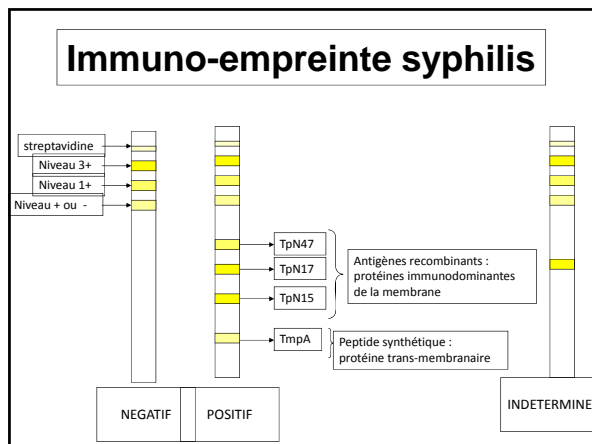 Immuno-empreinte syphilis
streptavidine
Niveau 3+
Niveau 1+
Niveau + ou -
TpN47
TpN17
TpN15
TmpA
Antigènes recombinants :
protéines immunodominantes
de la membrane
Peptide synthétique :
protéine trans-membranaire
NEGATIF
POSITIF
INDETERMINE